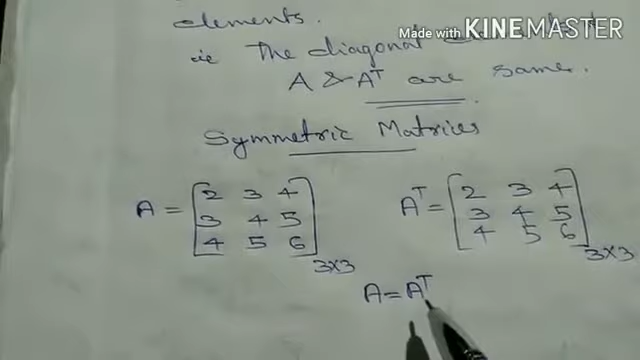 elements.
Made with KINEMASTER
ie The diagonal
A & Aᵀ are same.
Symmetric Matrices
A = [2 3 4 Aᵀ = [2 3 4
3 4 5 3 4 5
4 5 6]3×3 4 5 6]3×3
A = Aᵀ